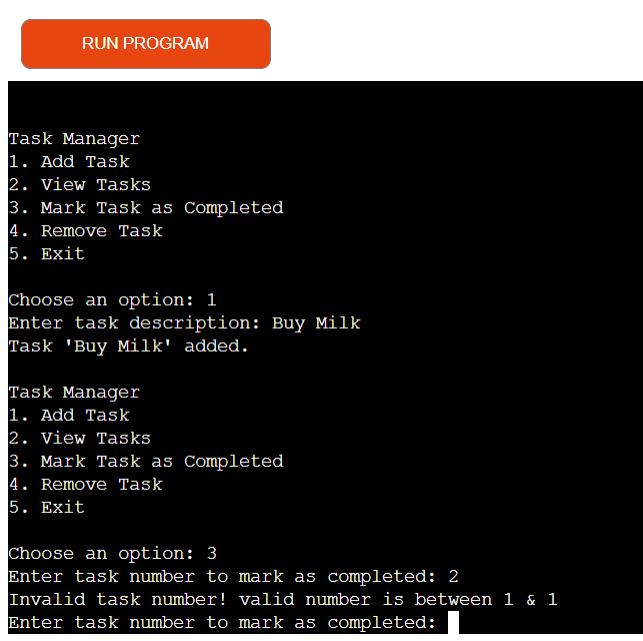 RUN PROGRAM
Task Manager
1. Add Task
2. View Tasks
3. Mark Task as Completed
4. Remove Task
5. Exit
Choose an option: 1
Enter task description: Buy Milk
Task 'Buy Milk' added.
Task Manager
1. Add Task
2. View Tasks
3. Mark Task as Completed
4. Remove Task
5. Exit
Choose an option: 3
Enter task number to mark as completed: 2
Invalid task number! valid number is between 1 & 1
Enter task number to mark as completed: